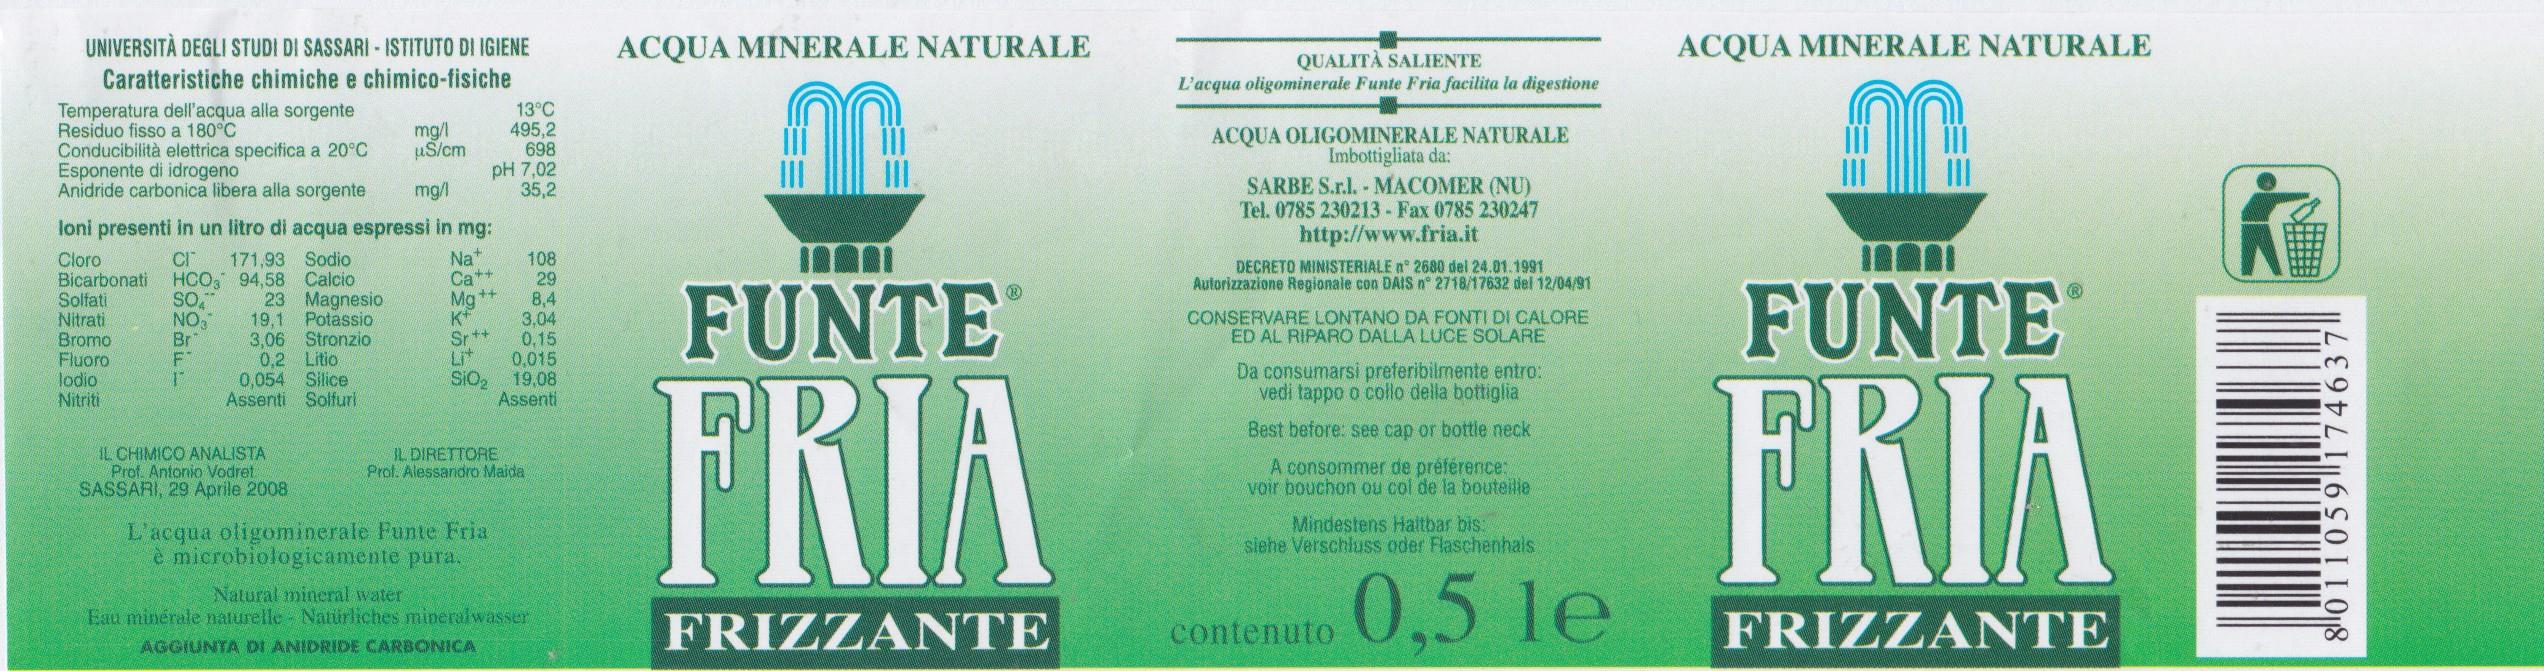 UNIVERSITÀ DEGLI STUDI DI SASSARI - ISTITUTO DI IGIENE
Caratteristiche chimiche e chimico-fisiche
Temperatura dell'acqua alla sorgente 13°C
Residuo fisso a 180°C mg/l 495,2
Conducibilità elettrica specifica a 20°C µS/cm 698
Esponente di idrogeno pH 7,02
Anidride carbonica libera alla sorgente mg/l 35,2
Ioni presenti in un litro di acqua espressi in mg:
Cloro Cl⁻ 171,93 Sodio Na⁺ 108
Bicarbonati HCO₃⁻ 94,58 Calcio Ca⁺⁺ 29
Solfati SO₄⁻⁻ 23 Magnesio Mg⁺⁺ 8,4
Nitrati NO₃⁻ 19,1 Potassio K⁺ 3,04
Bromo Br⁻ 3,06 Stronzio Sr⁺⁺ 0,15
Fluoro F⁻ 0,2 Litio Li⁺ 0,015
Iodio I⁻ 0,054 Silice SiO₂ 19,08
Nitriti Assenti Solfuri Assenti
IL CHIMICO ANALISTA
Prof. Antonio Vodret
SASSARI, 29 Aprile 2008
IL DIRETTORE
Prof. Alessandro Maida
L'acqua oligominerale Funte Fria
è microbiologicamente pura.
Natural mineral water
Eau minérale naturelle - Natürliches mineralwasser
AGGIUNTA DI ANIDRIDE CARBONICA
ACQUA MINERALE NATURALE
FUNTE®
FRIA
FRIZZANTE
QUALITÀ SALIENTE
L'acqua oligominerale Funte Fria facilita la digestione
ACQUA OLIGOMINERALE NATURALE
Imbottigliata da:
SARBE S.r.l. - MACOMER (NU)
Tel. 0785 230213 - Fax 0785 230247
http://www.fria.it
DECRETO MINISTERIALE n° 2680 del 24.01.1991
Autorizzazione Regionale con DAIS n° 2718/17632 del 12/04/91
CONSERVARE LONTANO DA FONTI DI CALORE
ED AL RIPARO DALLA LUCE SOLARE
Da consumarsi preferibilmente entro:
vedi tappo o collo della bottiglia
Best before: see cap or bottle neck
A consommer de préférence:
voir bouchon ou col de la bouteille
Mindestens Haltbar bis:
siehe Verschluss oder Flaschenhals
contenuto 0,5 l e
ACQUA MINERALE NATURALE
FUNTE®
FRIA
FRIZZANTE
8 011059 174637